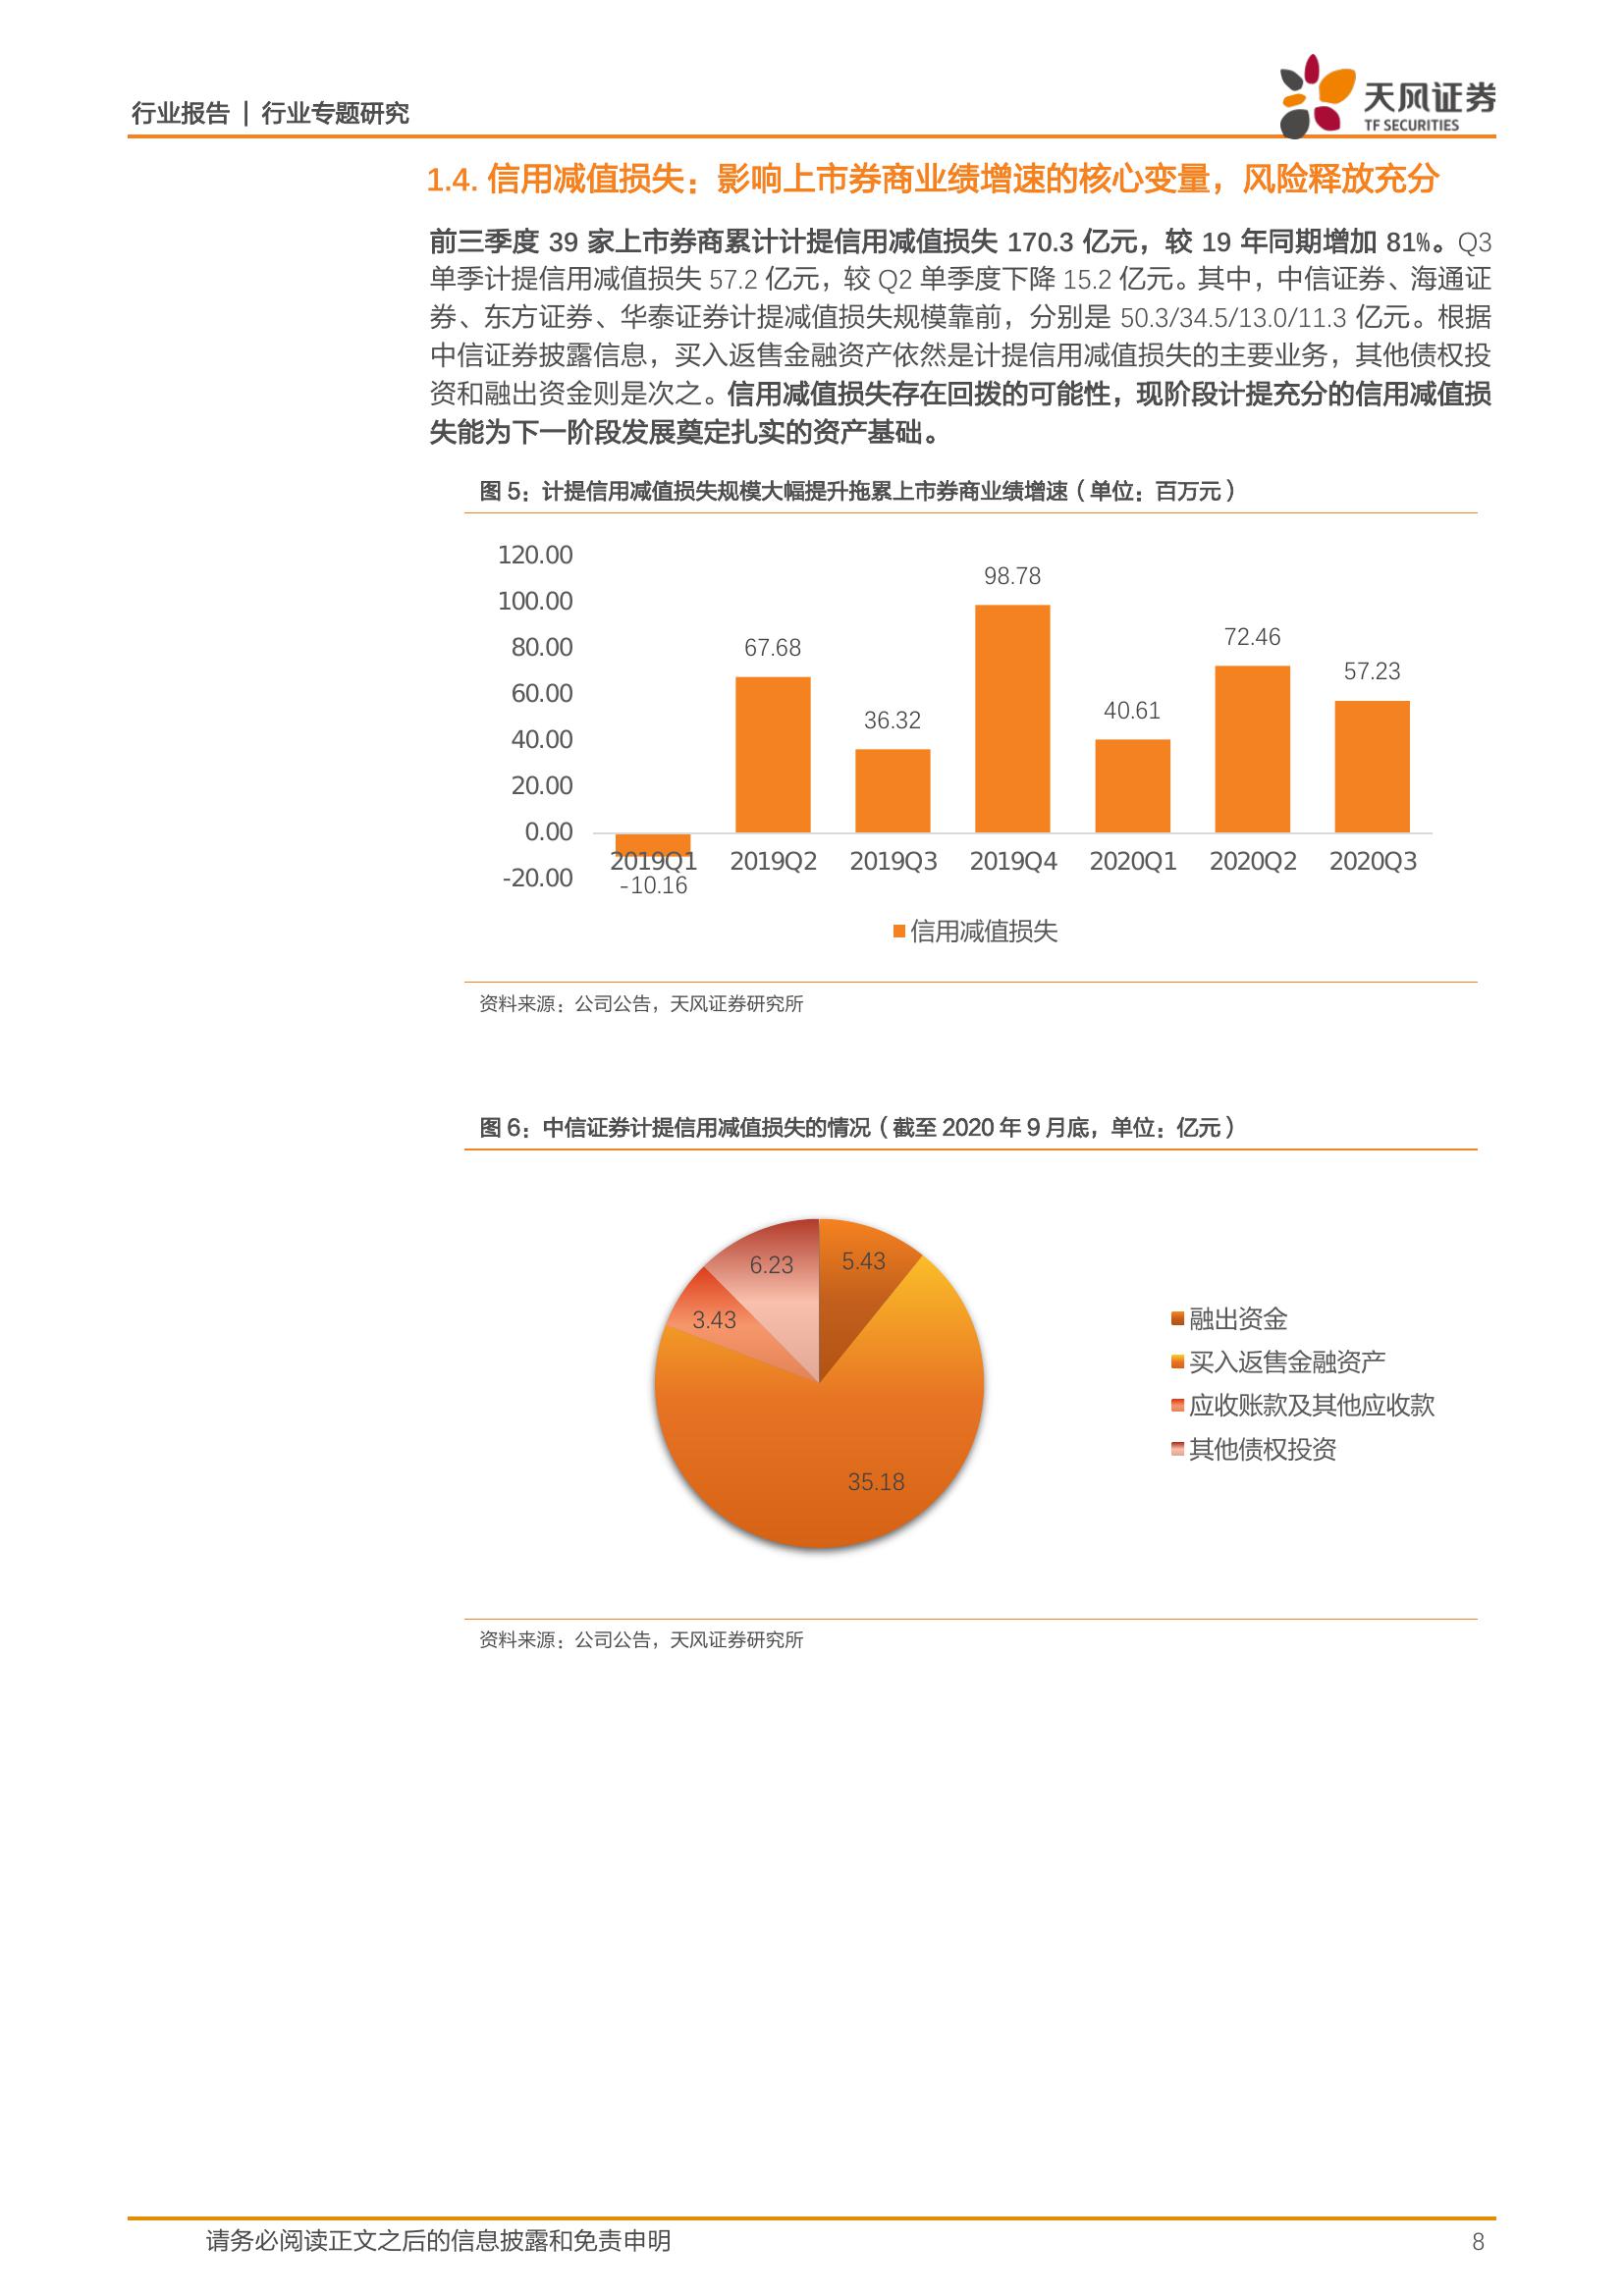 行业报告 | 行业专题研究
天风证券
TF SECURITIES
1.4. 信用减值损失：影响上市券商业绩增速的核心变量，风险释放充分
前三季度 39 家上市券商累计计提信用减值损失 170.3 亿元，较 19 年同期增加 81%。Q3
单季计提信用减值损失 57.2 亿元，较 Q2 单季度下降 15.2 亿元。其中，中信证券、海通证
券、东方证券、华泰证券计提减值损失规模靠前，分别是 50.3/34.5/13.0/11.3 亿元。根据
中信证券披露信息，买入返售金融资产依然是计提信用减值损失的主要业务，其他债权投
资和融出资金则是次之。信用减值损失存在回拨的可能性，现阶段计提充分的信用减值损
失能为下一阶段发展奠定扎实的资产基础。
图 5：计提信用减值损失规模大幅提升拖累上市券商业绩增速（单位：百万元）
120.00
100.00
80.00
60.00
40.00
20.00
0.00
-20.00
-10.16
67.68
36.32
98.78
40.61
72.46
57.23
2019Q1 2019Q2 2019Q3 2019Q4 2020Q1 2020Q2 2020Q3
信用减值损失
资料来源：公司公告，天风证券研究所
图 6：中信证券计提信用减值损失的情况（截至 2020 年 9 月底，单位：亿元）
6.23
5.43
3.43
35.18
融出资金
买入返售金融资产
应收账款及其他应收款
其他债权投资
资料来源：公司公告，天风证券研究所
请务必阅读正文之后的信息披露和免责申明 8